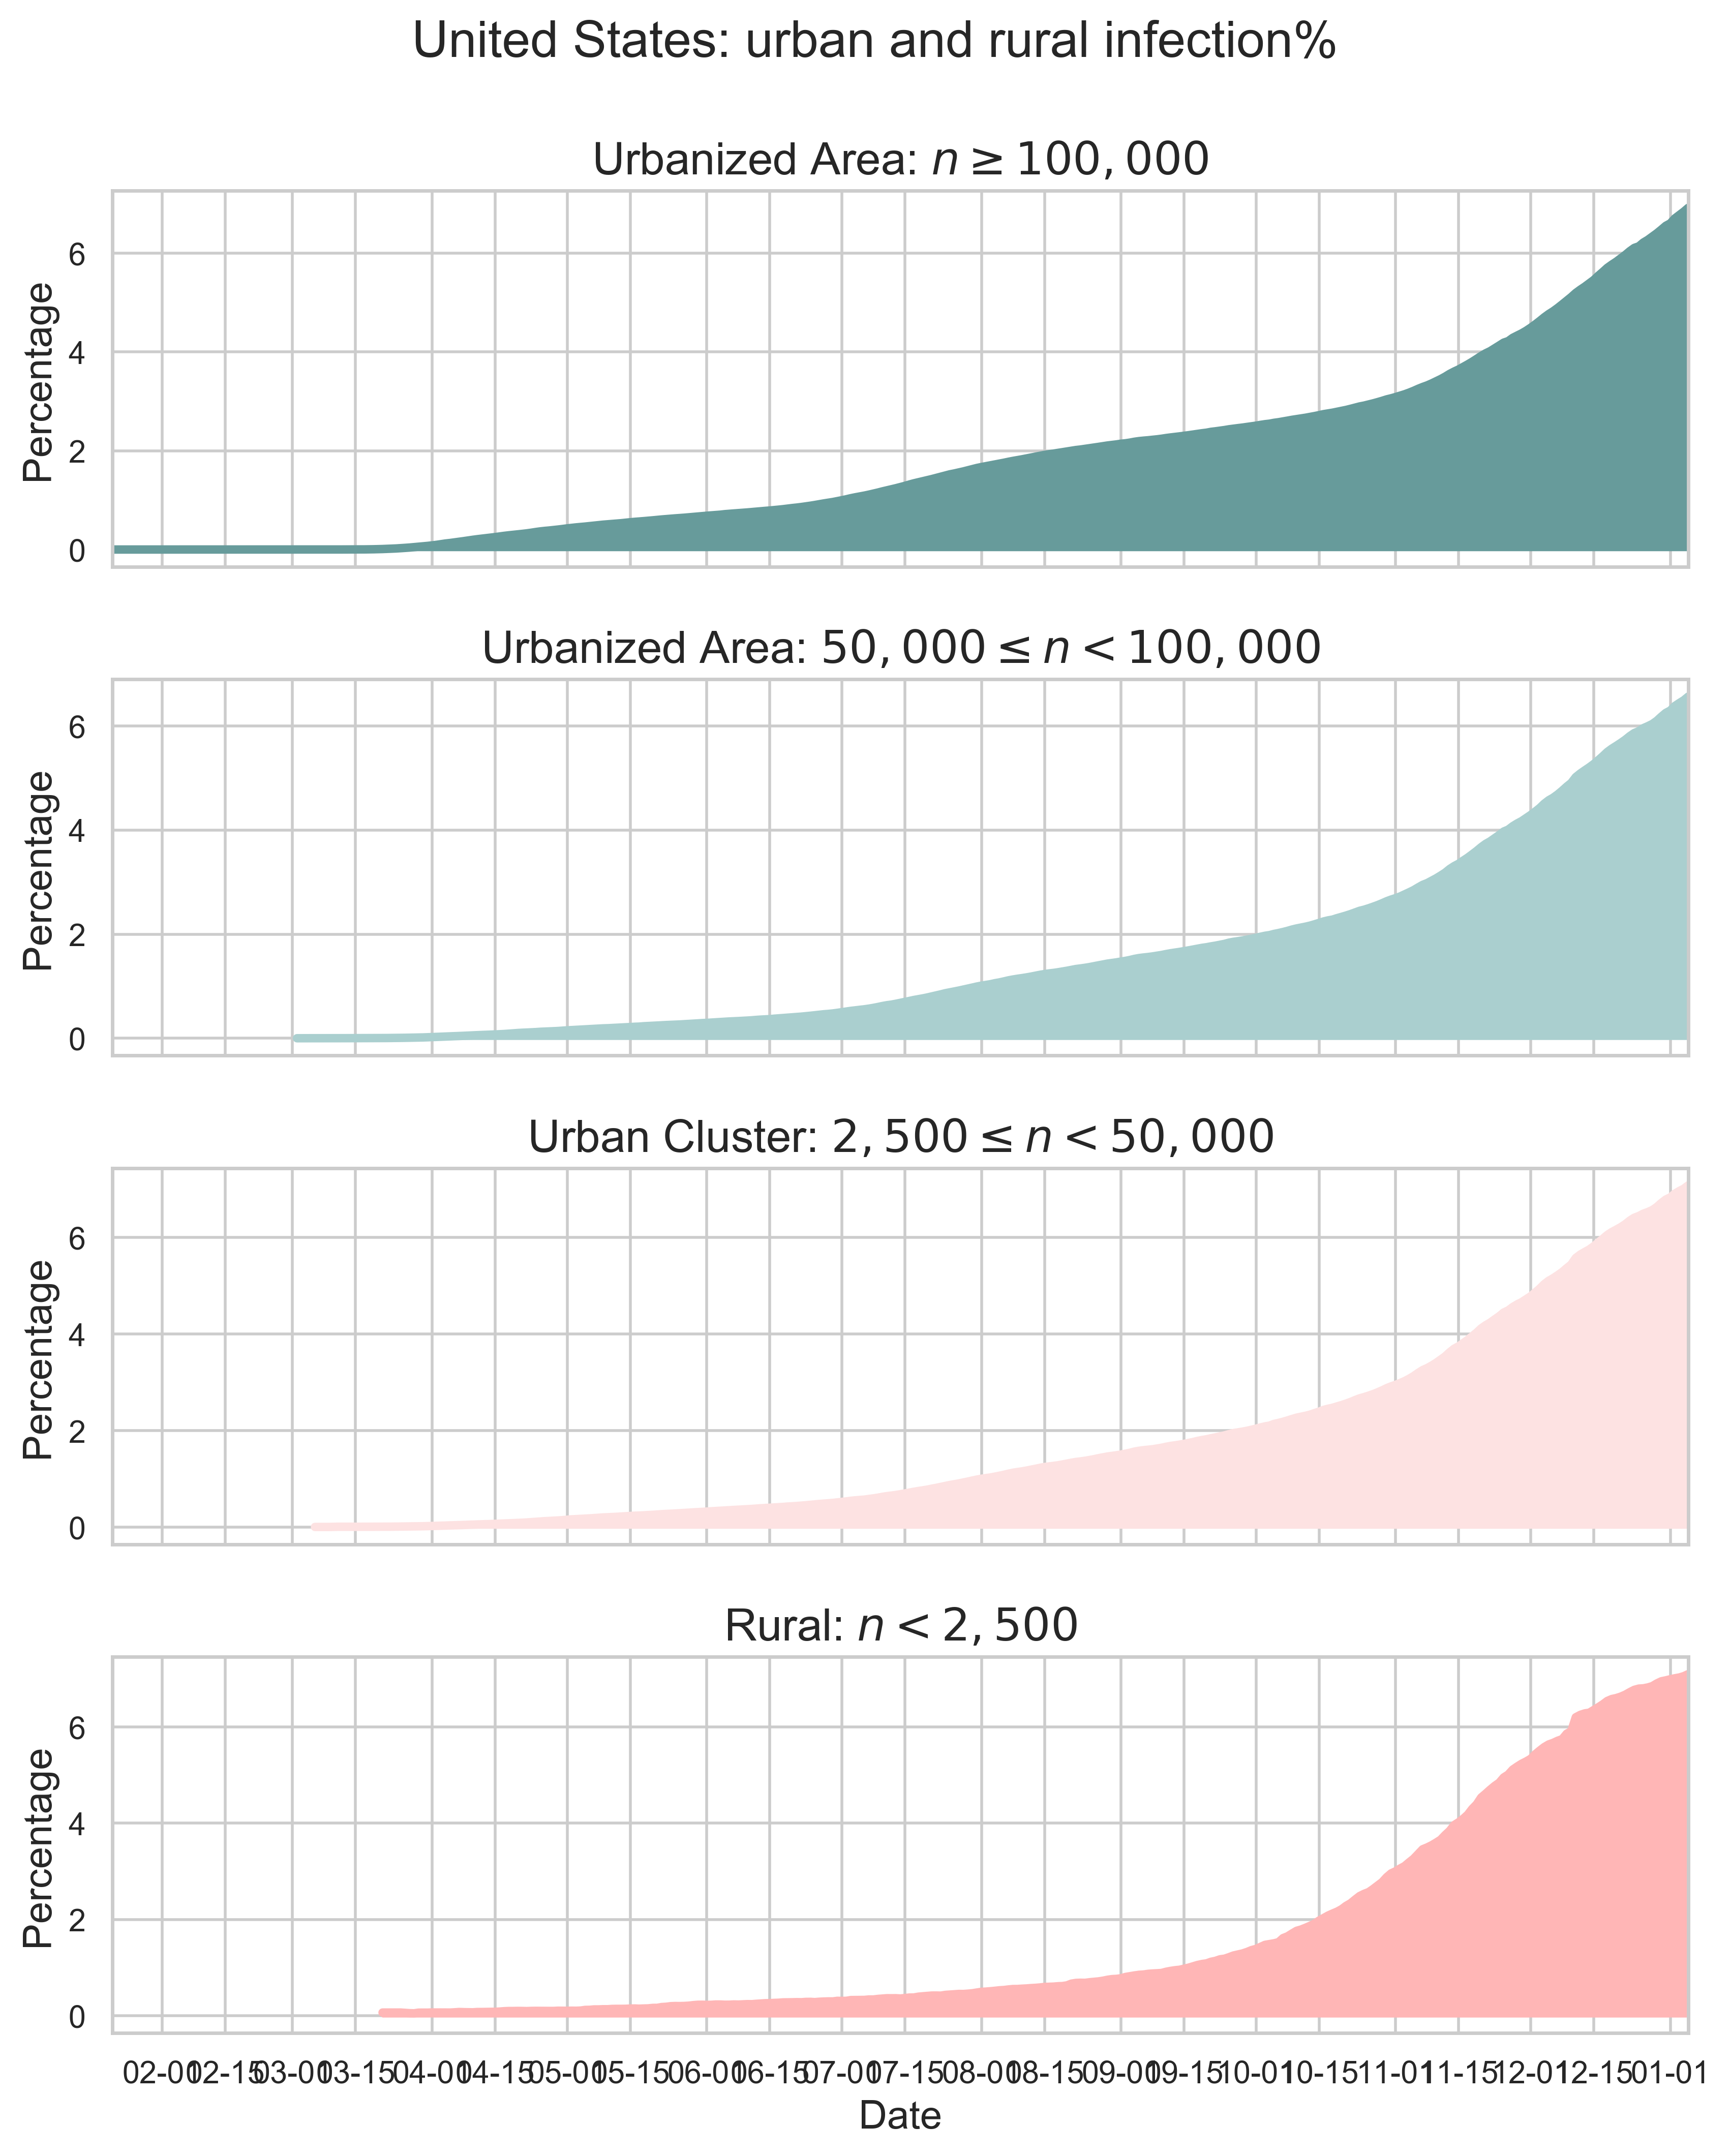 United States: urban and rural infection%
Urbanized Area: n ≥ 100, 000
6
4
2
0
Percentage
Urbanized Area: 50, 000 ≤ n < 100, 000
6
4
2
0
Percentage
Urban Cluster: 2, 500 ≤ n < 50, 000
6
4
2
0
Percentage
Rural: n < 2, 500
6
4
2
0
Percentage
02-01 02-15 03-01 03-15 04-01 04-15 05-01 05-15 06-01 06-15 07-01 07-15 08-01 08-15 09-01 09-15 10-01 10-15 11-01 11-15 12-01 12-15 01-01
Date